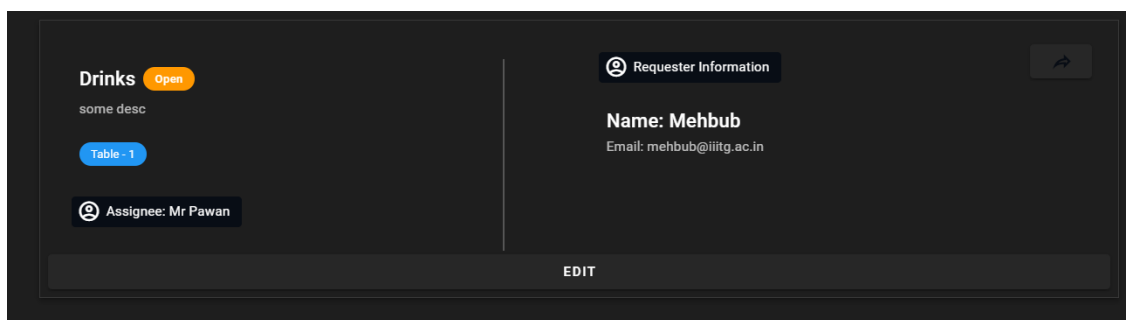 Drinks Open
some desc
Table - 1
Assignee: Mr Pawan
Requester Information
Name: Mehbub
Email: mehbub@iiitg.ac.in
EDIT